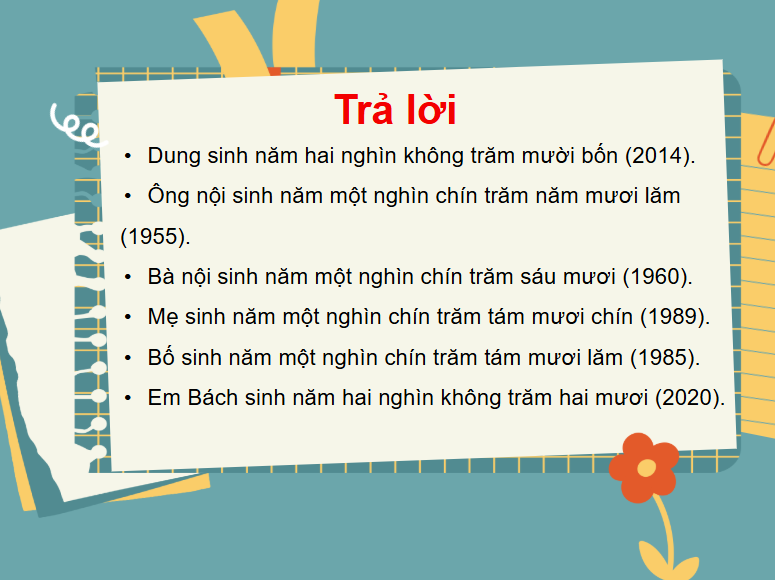 Trả lời
• Dung sinh năm hai nghìn không trăm mười bốn (2014).
• Ông nội sinh năm một nghìn chín trăm năm mươi lăm
(1955).
• Bà nội sinh năm một nghìn chín trăm sáu mươi (1960).
• Mẹ sinh năm một nghìn chín trăm tám mươi chín (1989).
• Bố sinh năm một nghìn chín trăm tám mươi lăm (1985).
• Em Bách sinh năm hai nghìn không trăm hai mươi (2020).